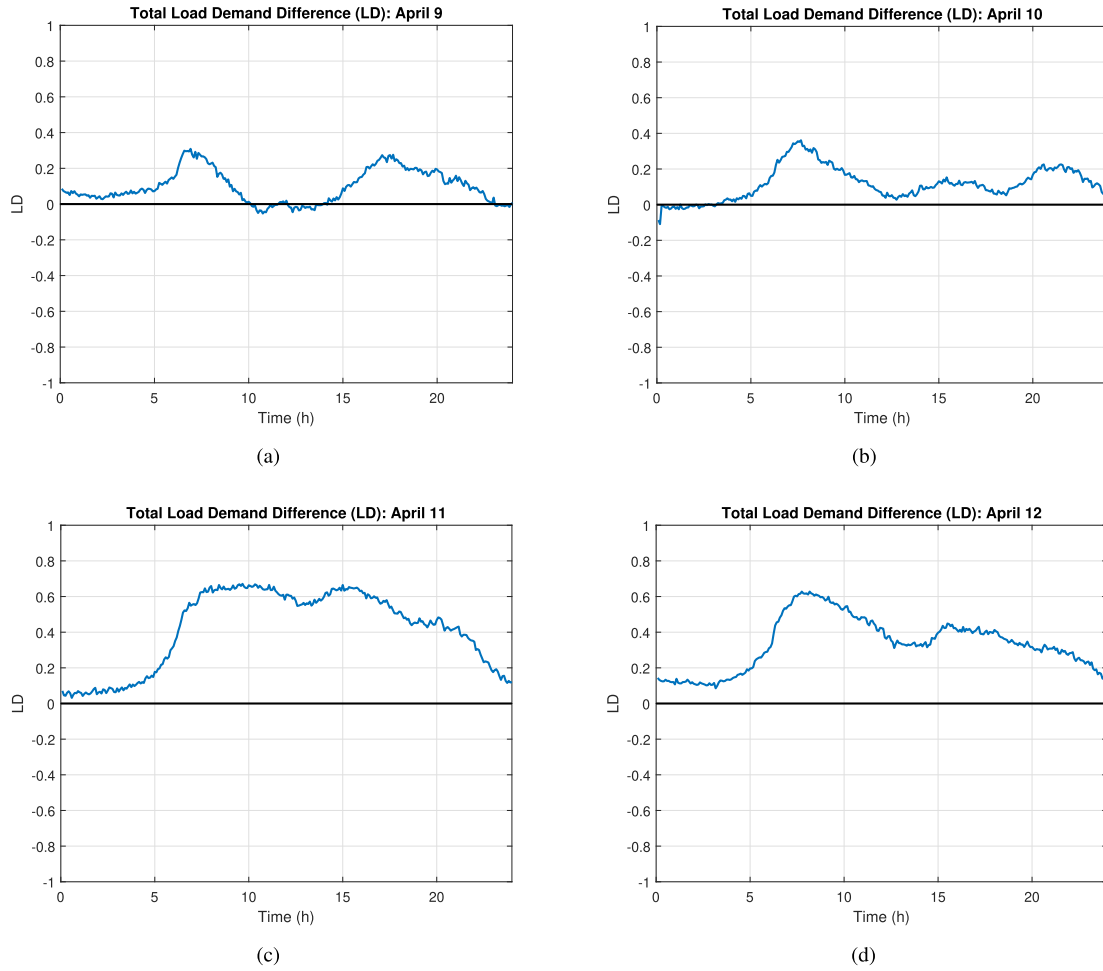 Total Load Demand Difference (LD): April 9
1
0.8
0.6
0.4
0.2
0
-0.2
-0.4
-0.6
-0.8
-1
LD
0 5 10 15 20
Time (h)
(a)
Total Load Demand Difference (LD): April 10
1
0.8
0.6
0.4
0.2
0
-0.2
-0.4
-0.6
-0.8
-1
LD
0 5 10 15 20
Time (h)
(b)
Total Load Demand Difference (LD): April 11
1
0.8
0.6
0.4
0.2
0
-0.2
-0.4
-0.6
-0.8
-1
LD
0 5 10 15 20
Time (h)
(c)
Total Load Demand Difference (LD): April 12
1
0.8
0.6
0.4
0.2
0
-0.2
-0.4
-0.6
-0.8
-1
LD
0 5 10 15 20
Time (h)
(d)